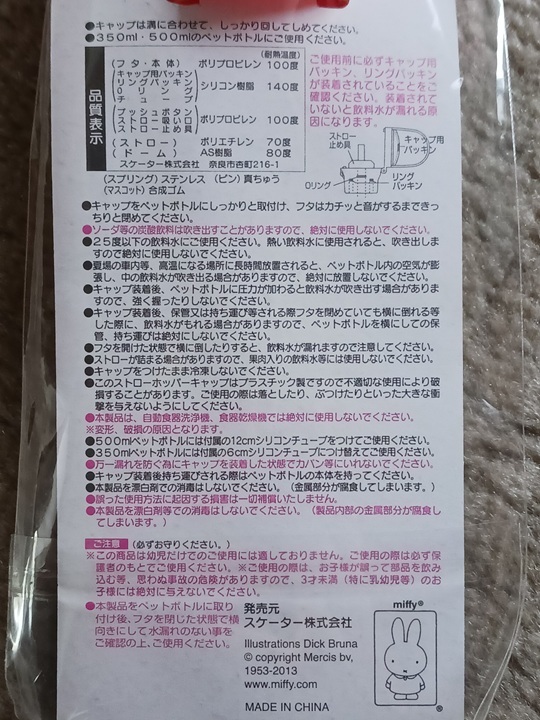 ●キャップは溝に合わせて、しっかり回してしめてください。
●350ml・500mlのペットボトルにご使用ください。
品質表示
(耐熱温度)
(フタ・本体) ポリプロピレン 100度
(キャップ用パッキン
リングパッキン
Oリング
チューブ) シリコン樹脂 140度
(プッシュボタン
ストロー吸い口
ストロー止め具) ポリプロピレン 100度
(ストロー) ポリエチレン 70度
(ドーム) AS樹脂 80度
スケーター株式会社 奈良市杏町216-1
(スプリング) ステンレス (ピン) 真ちゅう
(マスコット) 合成ゴム
ご使用前に必ずキャップ用
パッキン、リングパッキン
が装着されていることをご
確認ください。装着されて
いないと飲料水が漏れる原
因になります。
ストロー
止め具
キャップ用
パッキン
Oリング
リング
パッキン
●キャップをペットボトルにしっかりと取付け、フタはカチッと音がするまできっ
ちりと閉めてください。
●ソーダ等の炭酸飲料は吹き出すことがありますので、絶対に使用しないでください。
●25度以下の飲料水にご使用ください。熱い飲料水に使用されると、吹き出しま
すので絶対に使用しないでください。
●夏場の車内等、高温になる場所に長時間放置されると、ペットボトル内の空気が膨
張し、中の飲料水が吹き出る場合がありますので、絶対に放置しないでください。
●キャップ装着後、ペットボトルに圧力が加わると飲料水が吹き出す場合がありま
すので、強く握ったりしないでください。
●キャップ装着後、保管又は持ち運び等される際フタを閉めていても横に倒れる等
した際に、飲料水がもれる場合がありますので、ペットボトルを横にしての保
管、持ち運びは絶対にしないでください。
●フタを開けた状態で横に倒したりすると、飲料水が漏れますので注意してください。
●ストローが詰まる場合がありますので、果肉入りの飲料水等には使用しないでください。
●キャップをつけたまま冷凍しないでください。
●このストローホッパーキャップはプラスチック製ですので不適切な使用により破
損することがあります。ご使用の際は落としたり、ぶつけたりといった大きな衝
撃を与えないようにしてください。
●本製品は、自動食器洗浄機、食器乾燥機では絶対に使用しないでください。
※変形、破損の原因となります。
●500mlペットボトルには付属の12cmシリコンチューブをつけてご使用ください。
●350mlペットボトルには付属の6cmシリコンチューブにつけ替えてご使用ください。
●万一漏れを防ぐ為にキャップを装着した状態でカバン等にいれないでください。
●キャップ装着後持ち運びされる際はペットボトルの本体を持ってください。
●本製品を漂白剤での消毒はしないでください。(金属部分が腐食してしまいます。)
●誤った使用方法に起因する損害は一切補償いたしません。
●本製品を漂白剤等での消毒はしないでください。(製品内部の金属部分が腐食し
てしまいます。)
ご注意 (必ずお守りください。)
※この商品は幼児だけでのご使用には適しておりません。ご使用の際は必ず保
護者のもとでご使用ください。※ご使用の際は、お子様が誤って部品を飲み
込む等、思わぬ事故の危険がありますので、3才未満(特に乳幼児等)のお
子様には絶対に与えないでください。
●本製品をペットボトルに取り
付け後、フタを閉じた状態で横
向きにして水漏れのない事を
ご確認の上、ご使用ください。
発売元
スケーター株式会社
Illustrations Dick Bruna
© copyright Mercis bv,
1953-2013
www.miffy.com
MADE IN CHINA
miffy®
®